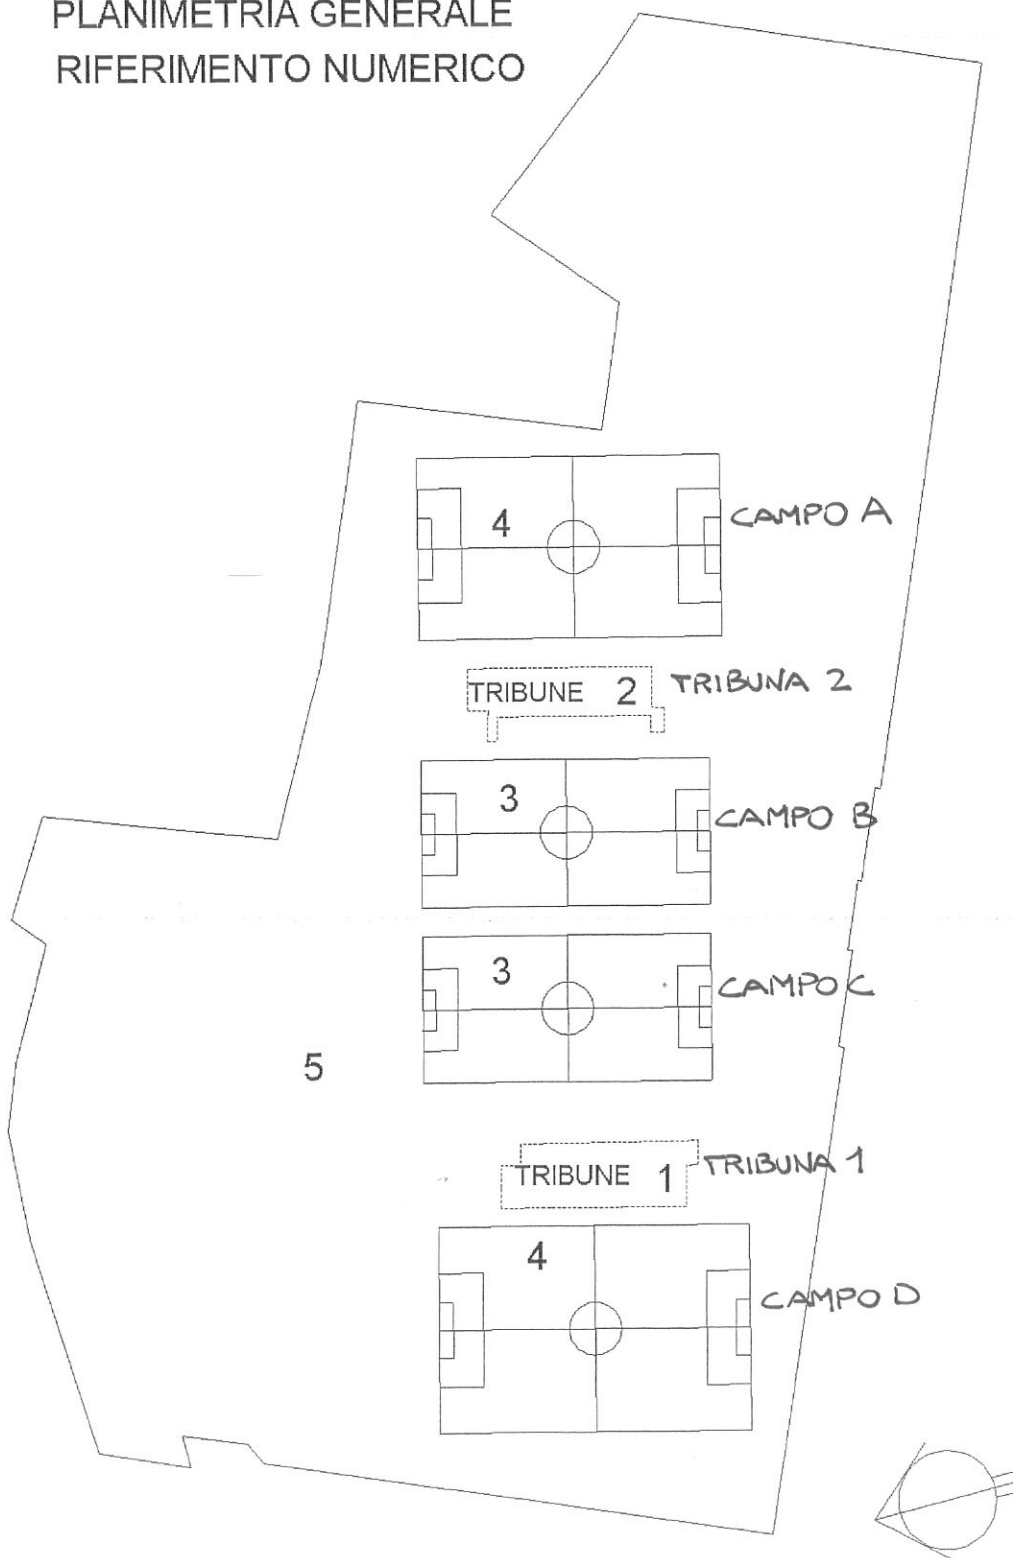 PLANIMETRIA GENERALE
RIFERIMENTO NUMERICO
4
CAMPO A
TRIBUNE 2
TRIBUNA 2
3
CAMPO B
3
CAMPO C
5
TRIBUNE 1
TRIBUNA 1
4
CAMPO D